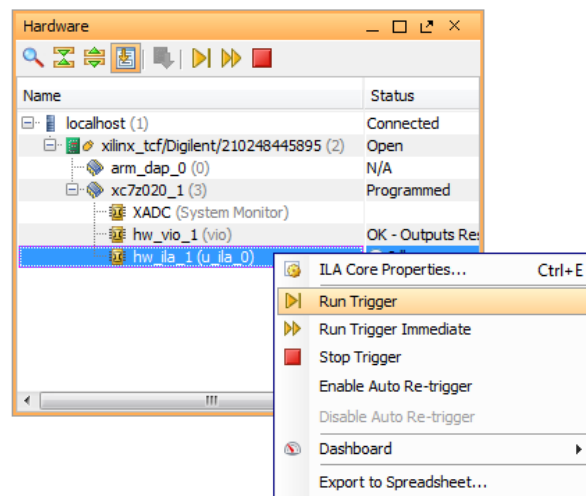 Hardware
Name Status
localhost (1) Connected
xilinx_tcf/Digilent/210248445895 (2) Open
arm_dap_0 (0) N/A
xc7z020_1 (3) Programmed
XADC (System Monitor)
hw_vio_1 (vio) OK - Outputs Res
hw_ila_1 (u_ila_0)
ILA Core Properties... Ctrl+E
Run Trigger
Run Trigger Immediate
Stop Trigger
Enable Auto Re-trigger
Disable Auto Re-trigger
Dashboard
Export to Spreadsheet...